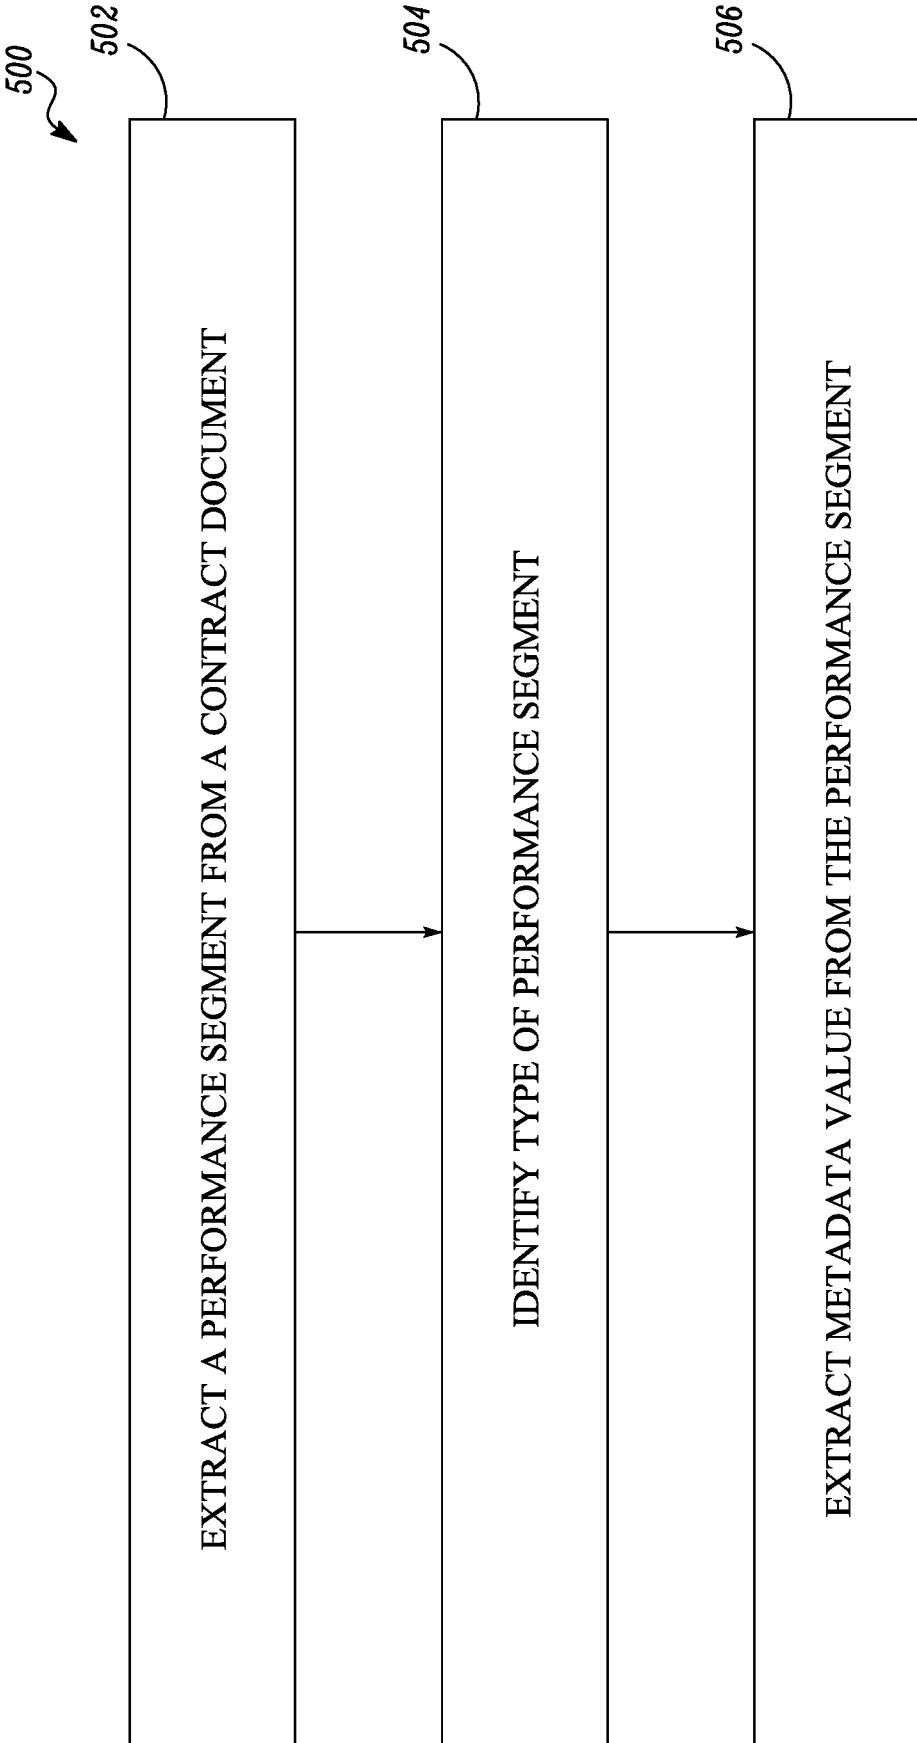 500
502
EXTRACT A PERFORMANCE SEGMENT FROM A CONTRACT DOCUMENT
504
IDENTIFY TYPE OF PERFORMANCE SEGMENT
506
EXTRACT METADATA VALUE FROM THE PERFORMANCE SEGMENT